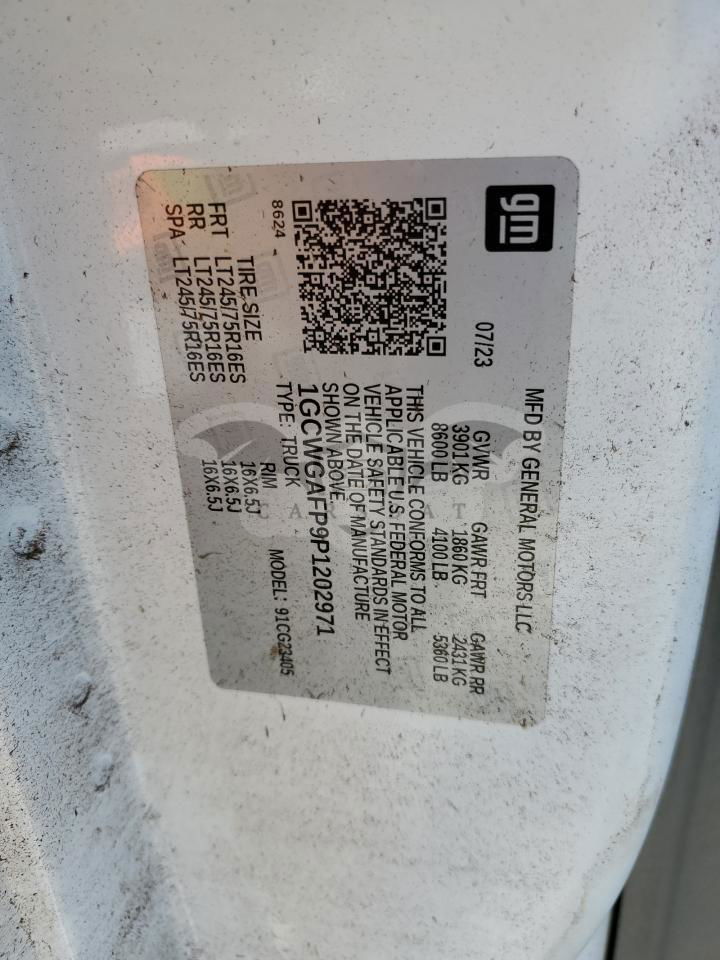 gm
MFD BY GENERAL MOTORS LLC
07/23
GVWR GAWR FRT GAWR RR
3901 KG 1860 KG 2431 KG
8600 LB 4100 LB 5360 LB
THIS VEHICLE CONFORMS TO ALL
APPLICABLE U.S. FEDERAL MOTOR
VEHICLE SAFETY STANDARDS IN EFFECT
ON THE DATE OF MANUFACTURE
SHOWN ABOVE.
1GCWGAFP9P1202971
8624
TYPE: TRUCK MODEL: 91CG23405
TIRE SIZE RIM
FRT LT245/75R16ES 16X6.5J
RR LT245/75R16ES 16X6.5J
SPA LT245/75R16ES 16X6.5J